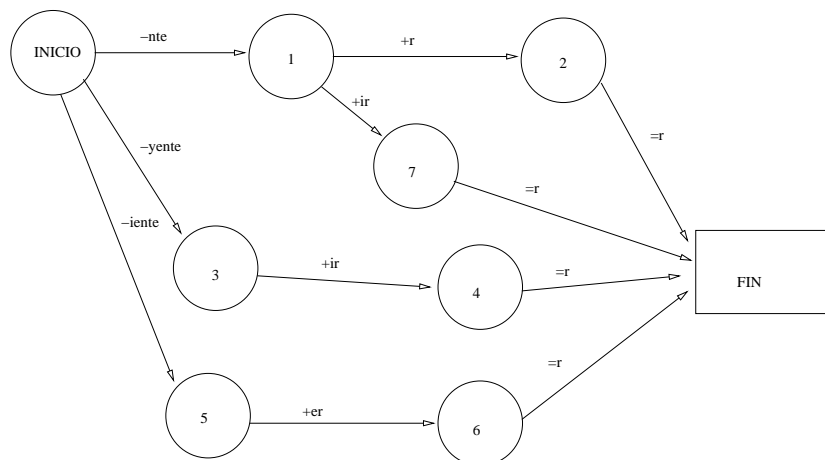 INICIO
−nte
1
+r
2
+ir
7
=r
=r
−yente
−iente
3
+ir
4
=r
FIN
5
+er
6
=r